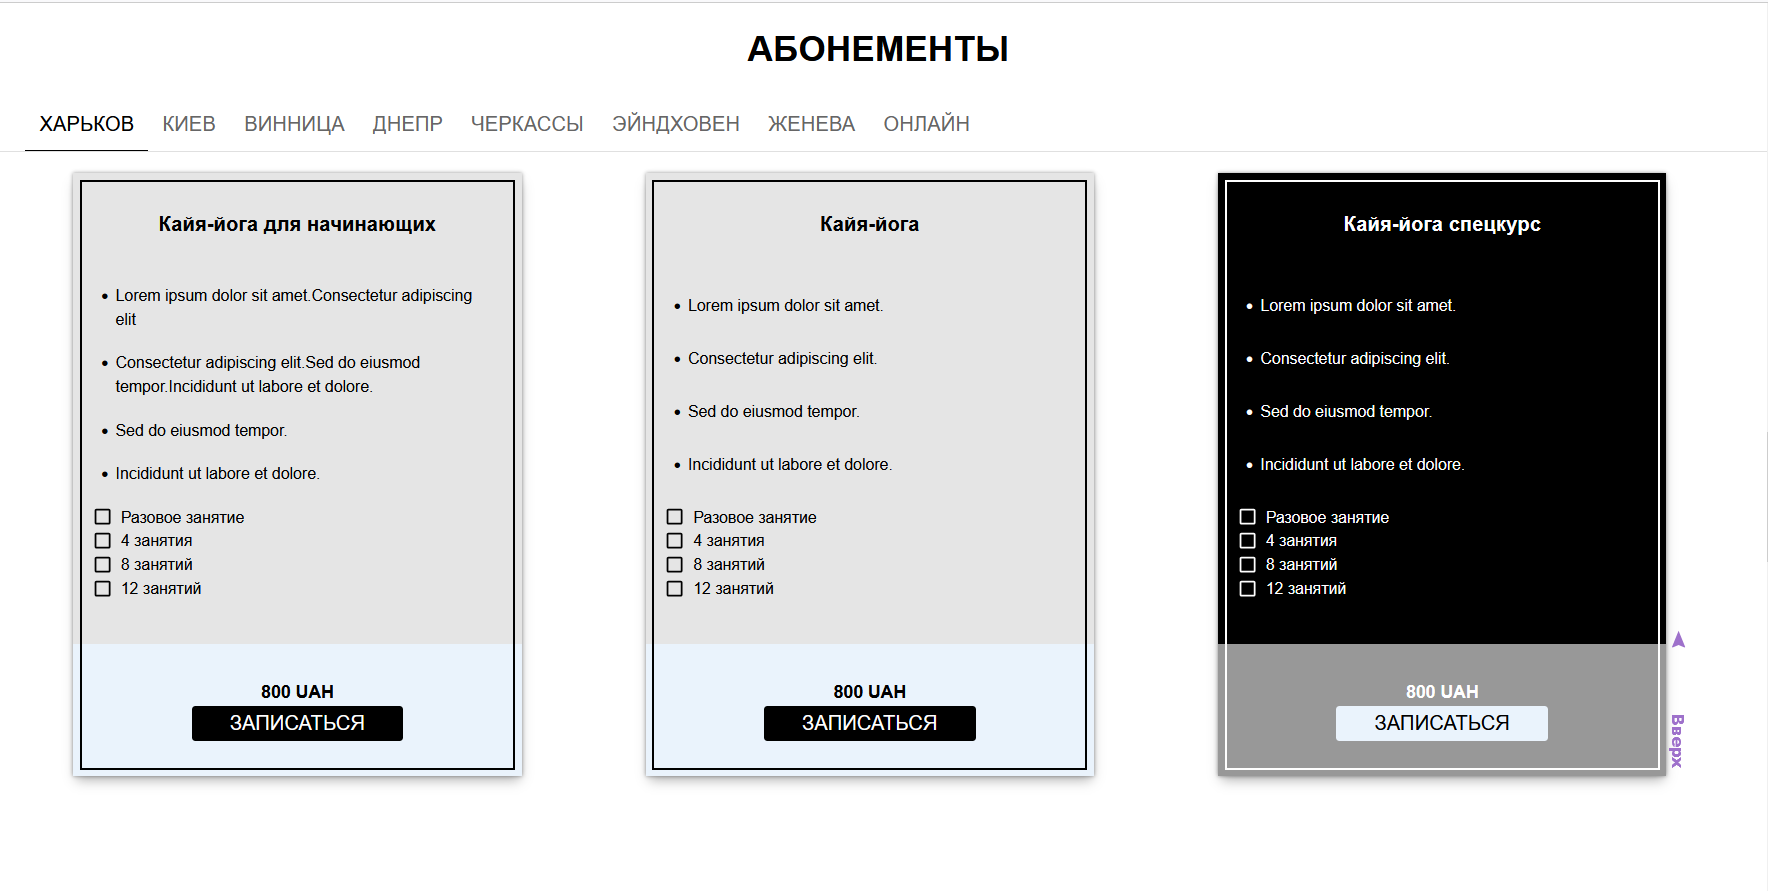 АБОНЕМЕНТЫ
ХАРЬКОВ КИЕВ ВИННИЦА ДНЕПР ЧЕРКАССЫ ЭЙНДХОВЕН ЖЕНЕВА ОНЛАЙН
Кайя-йога для начинающих
• Lorem ipsum dolor sit amet.Consectetur adipiscing
elit
• Consectetur adipiscing elit.Sed do eiusmod
tempor.Incididunt ut labore et dolore.
• Sed do eiusmod tempor.
• Incididunt ut labore et dolore.
Разовое занятие
4 занятия
8 занятий
12 занятий
800 UAH
ЗАПИСАТЬСЯ
Кайя-йога
• Lorem ipsum dolor sit amet.
• Consectetur adipiscing elit.
• Sed do eiusmod tempor.
• Incididunt ut labore et dolore.
Разовое занятие
4 занятия
8 занятий
12 занятий
800 UAH
ЗАПИСАТЬСЯ
Кайя-йога спецкурс
• Lorem ipsum dolor sit amet.
• Consectetur adipiscing elit.
• Sed do eiusmod tempor.
• Incididunt ut labore et dolore.
Разовое занятие
4 занятия
8 занятий
12 занятий
800 UAH
ЗАПИСАТЬСЯ
Вверх